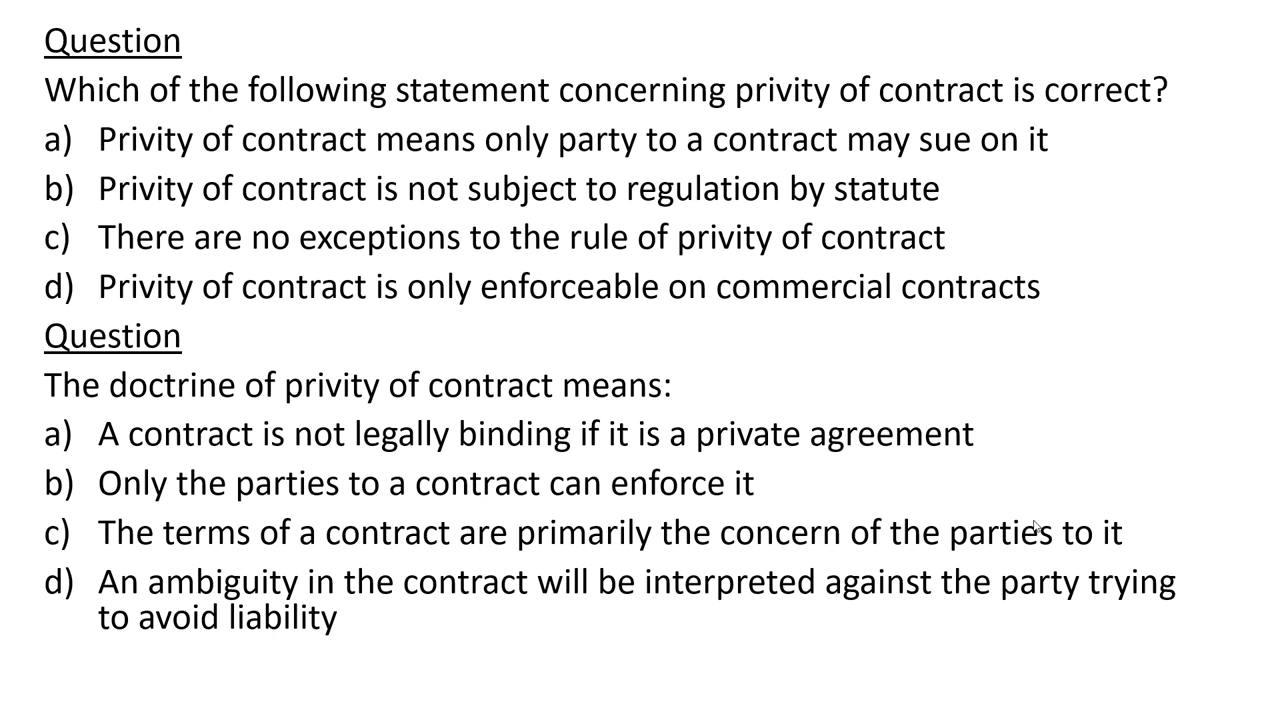 Question
Which of the following statement concerning privity of contract is correct?
a) Privity of contract means only party to a contract may sue on it
b) Privity of contract is not subject to regulation by statute
c) There are no exceptions to the rule of privity of contract
d) Privity of contract is only enforceable on commercial contracts
Question
The doctrine of privity of contract means:
a) A contract is not legally binding if it is a private agreement
b) Only the parties to a contract can enforce it
c) The terms of a contract are primarily the concern of the parties to it
d) An ambiguity in the contract will be interpreted against the party trying
to avoid liability